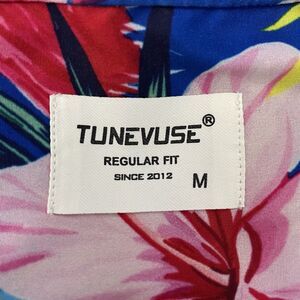 TUNEVUSE®
REGULAR FIT
SINCE 2012
M